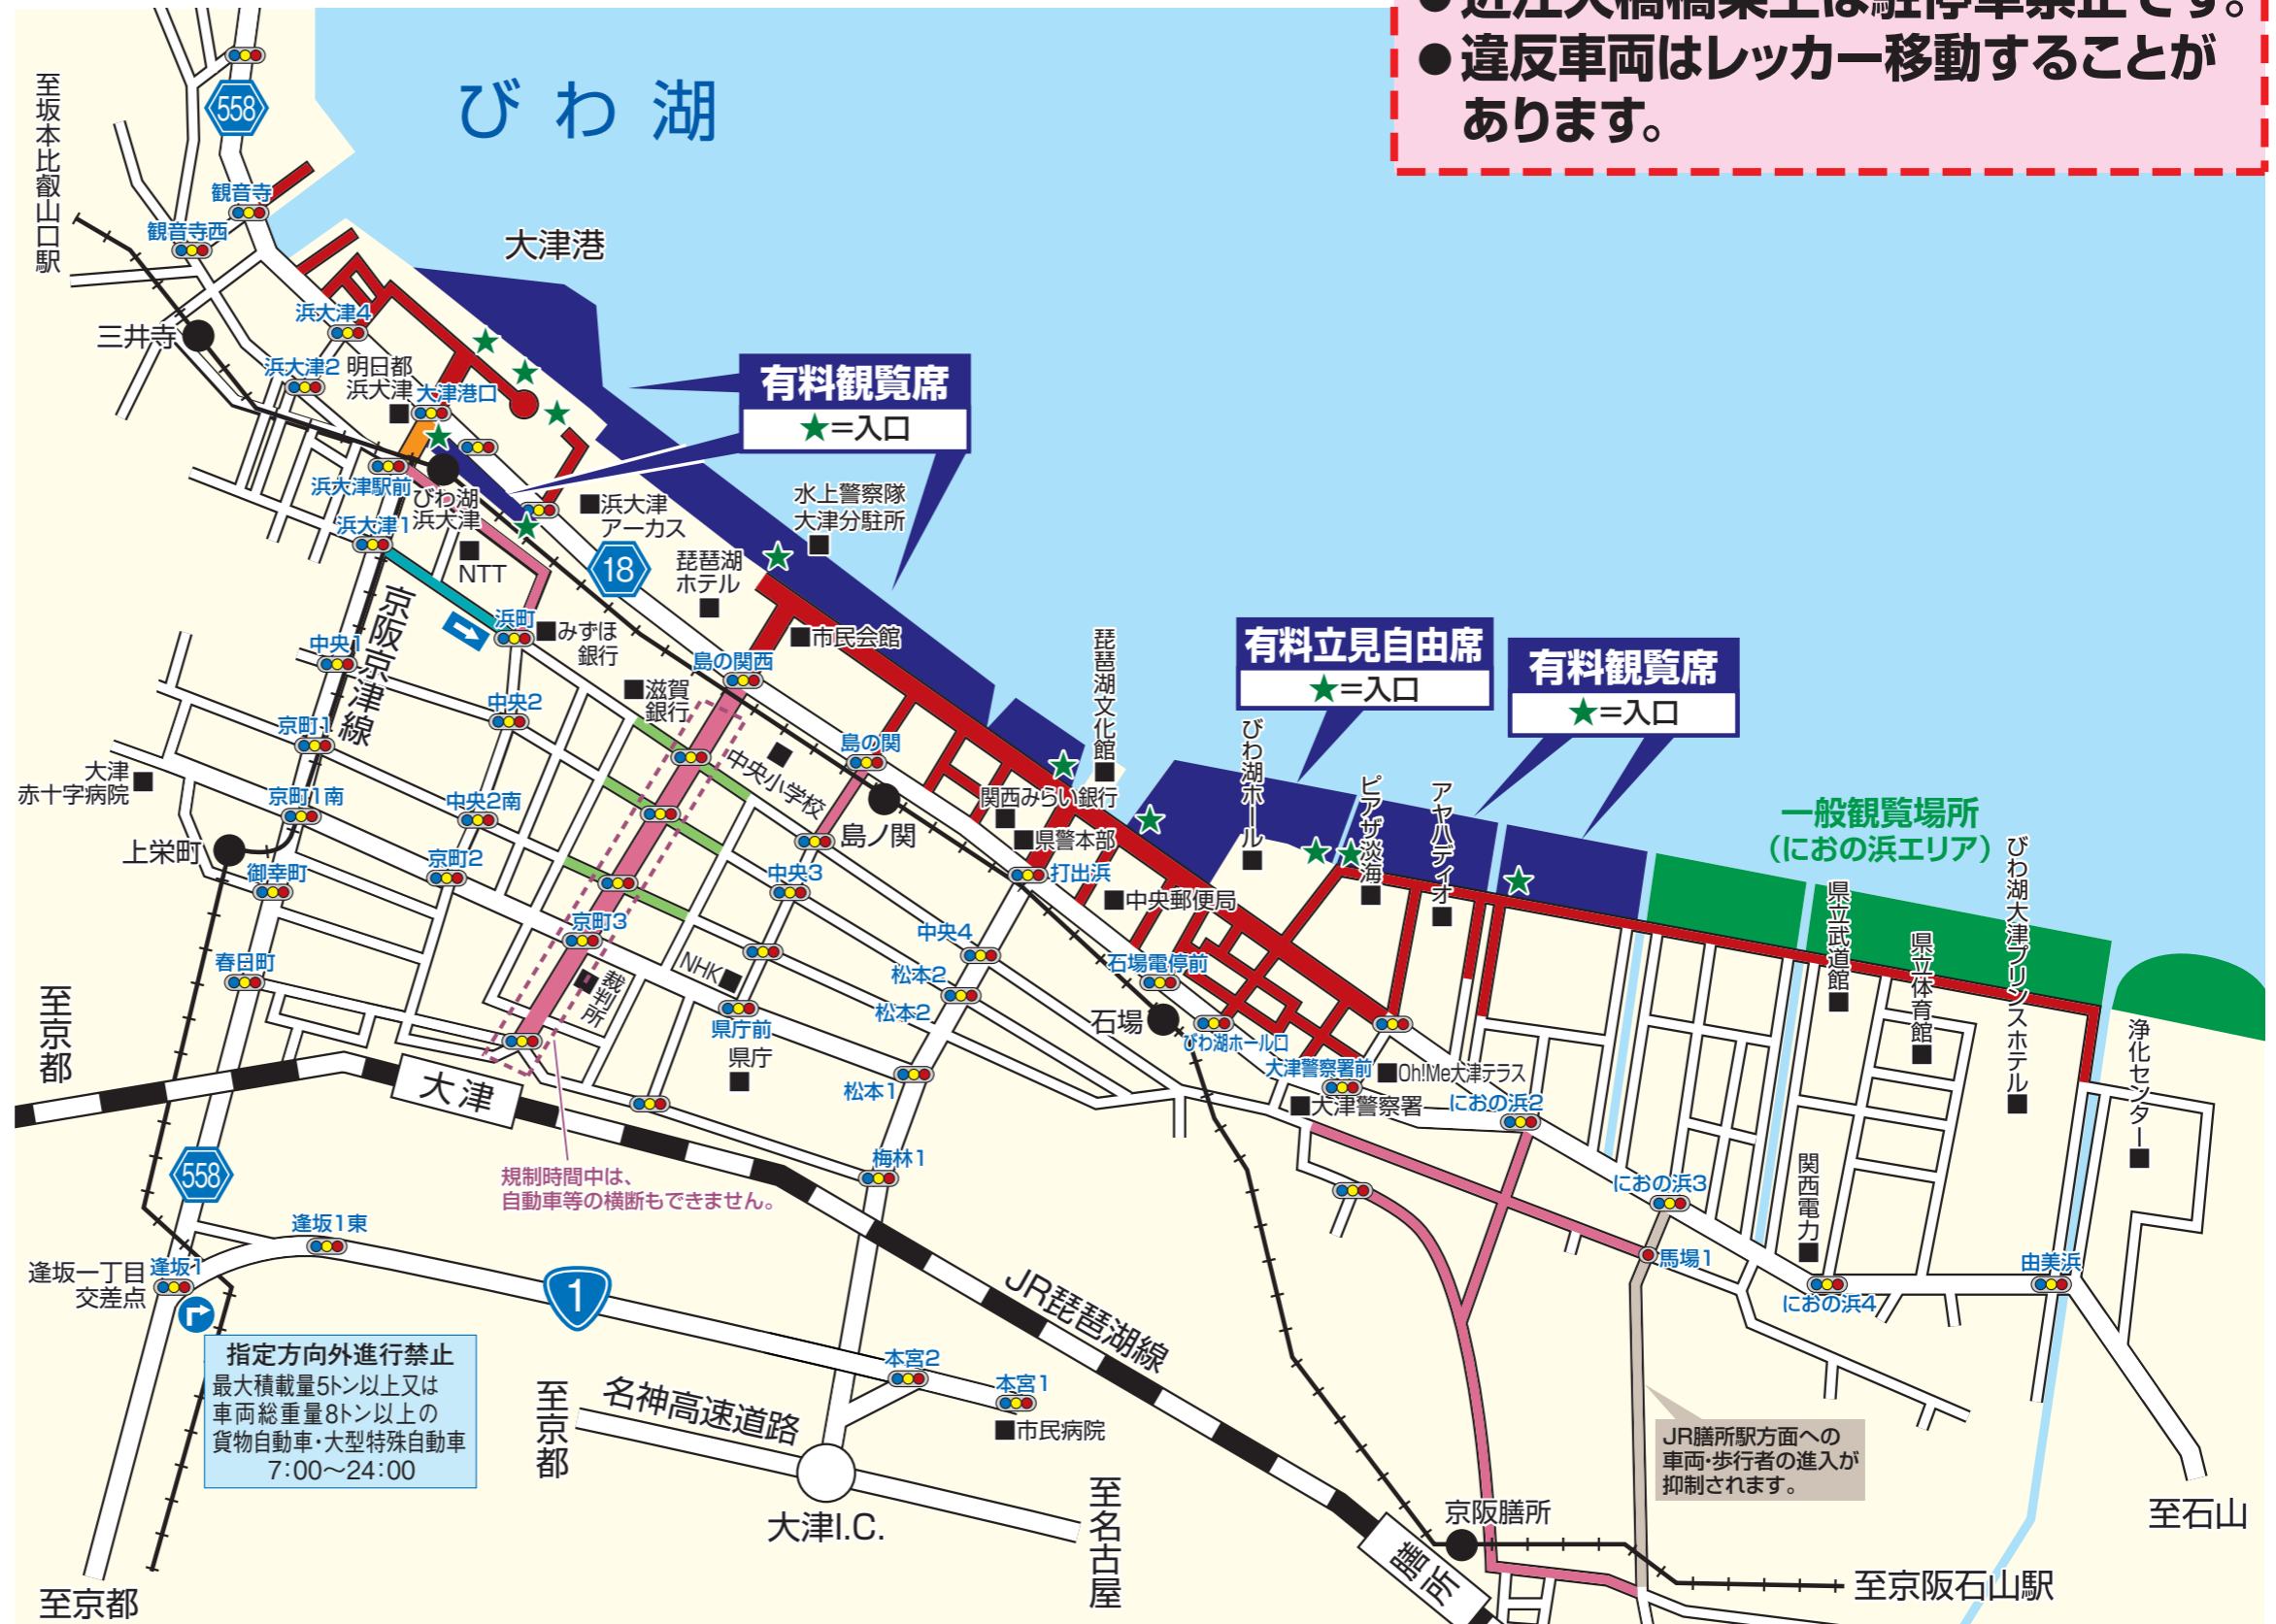 ●近江大橋橋梁上は駐停車禁止です。
●違反車両はレッカー移動することが
あります。
びわ湖
至坂本比叡山口駅
558
観音寺
観音寺西
大津港
浜大津4
三井寺
浜大津2
明日都
浜大津
大津港口
有料観覧席
★=入口
浜大津駅前
びわ湖
浜大津
浜大津
アーカス
水上警察隊
大津分駐所
浜大津1
NTT
18
琵琶湖
ホテル
京阪京津線
浜町
みずほ
銀行
市民会館
中央1
島の関西
滋賀
銀行
有料立見自由席
★=入口
有料観覧席
★=入口
琵琶湖文化館
中央2
京町1
島の関
中央小学校
びわ湖ホール
ピアザ淡海
アヤハディオ
大津
赤十字病院
京町1南
中央2南
関西みらい銀行
県警本部
島ノ関
一般観覧場所
(におの浜エリア)
上栄町
京町2
御幸町
中央3
打出浜
中央郵便局
県立武道館
県立体育館
びわ湖大津プリンスホテル
京町3
中央4
春日町
NHK
裁判所
松本2
石場電停前
松本2
至京都
県庁前
石場
びわ湖ホール口
浄化センター
県庁
大津
松本1
大津警察署前
Oh!Me大津テラス
大津警察署
におの浜2
規制時間中は、
自動車等の横断もできません。
梅林1
558
関西電力
におの浜3
逢坂1東
馬場1
逢坂一丁目
交差点
逢坂1
1
JR琵琶湖線
由美浜
におの浜4
指定方向外進行禁止
最大積載量5トン以上又は
車両総重量8トン以上の
貨物自動車・大型特殊自動車
7:00〜24:00
本宮2
本宮1
市民病院
至京都
名神高速道路
JR膳所駅方面への
車両・歩行者の進入が
抑制されます。
大津I.C.
至名古屋
京阪膳所
膳所
至石山
至京阪石山駅
至京都